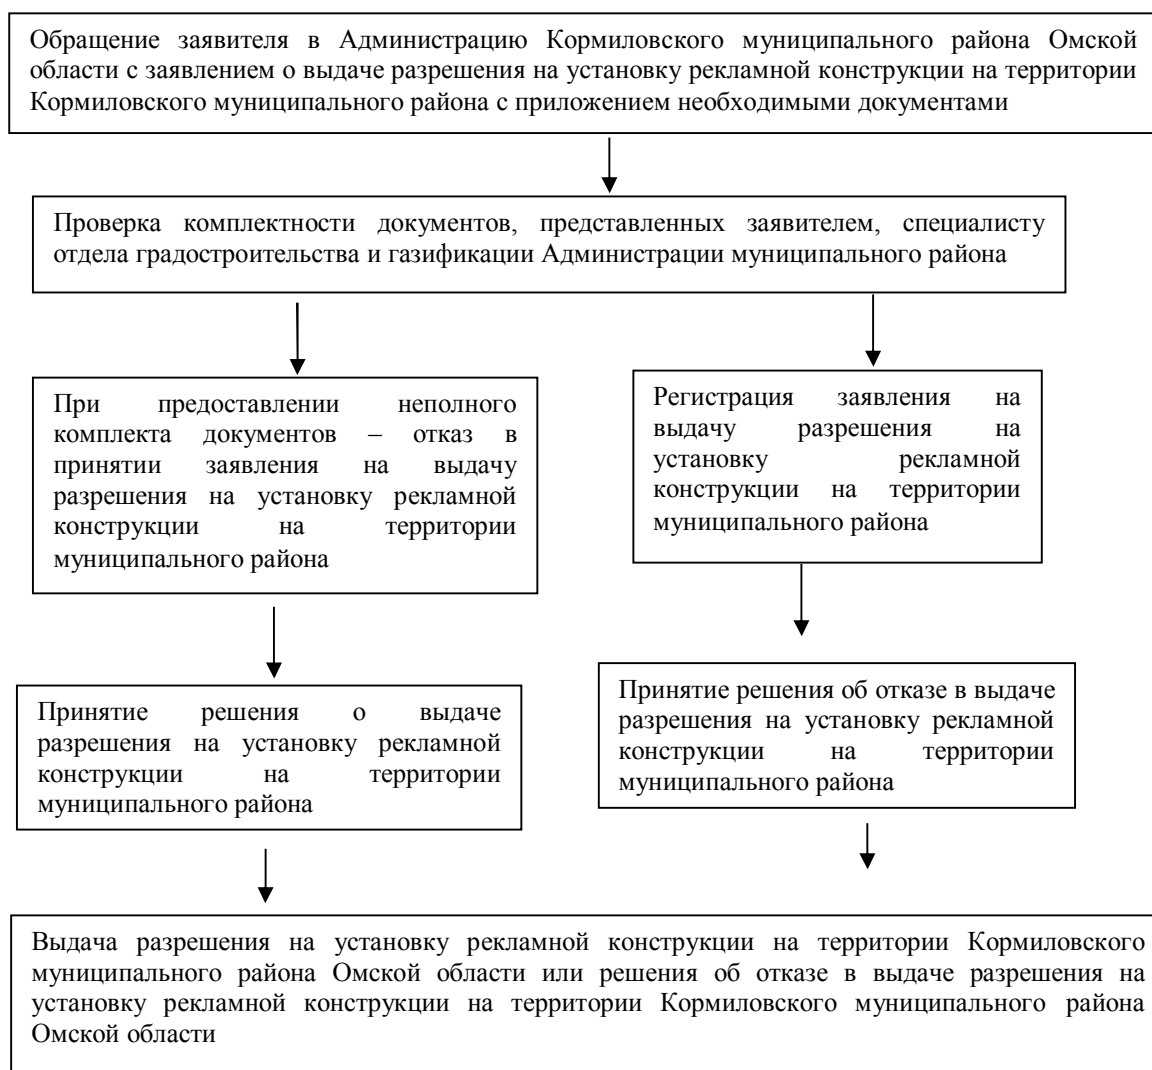 Обращение заявителя в Администрацию Кормиловского муниципального района Омской
области с заявлением о выдаче разрешения на установку рекламной конструкции на территории
Кормиловского муниципального района с приложением необходимыми документами
Проверка комплектности документов, представленных заявителем, специалисту
отдела градостроительства и газификации Администрации муниципального района
При предоставлении неполного
комплекта документов – отказ в
принятии заявления на выдачу
разрешения на установку рекламной
конструкции на территории
муниципального района
Регистрация заявления на
выдачу разрешения на
установку рекламной
конструкции на территории
муниципального района
Принятие решения о выдаче
разрешения на установку рекламной
конструкции на территории
муниципального района
Принятие решения об отказе в выдаче
разрешения на установку рекламной
конструкции на территории
муниципального района
Выдача разрешения на установку рекламной конструкции на территории Кормиловского
муниципального района Омской области или решения об отказе в выдаче разрешения на
установку рекламной конструкции на территории Кормиловского муниципального района
Омской области